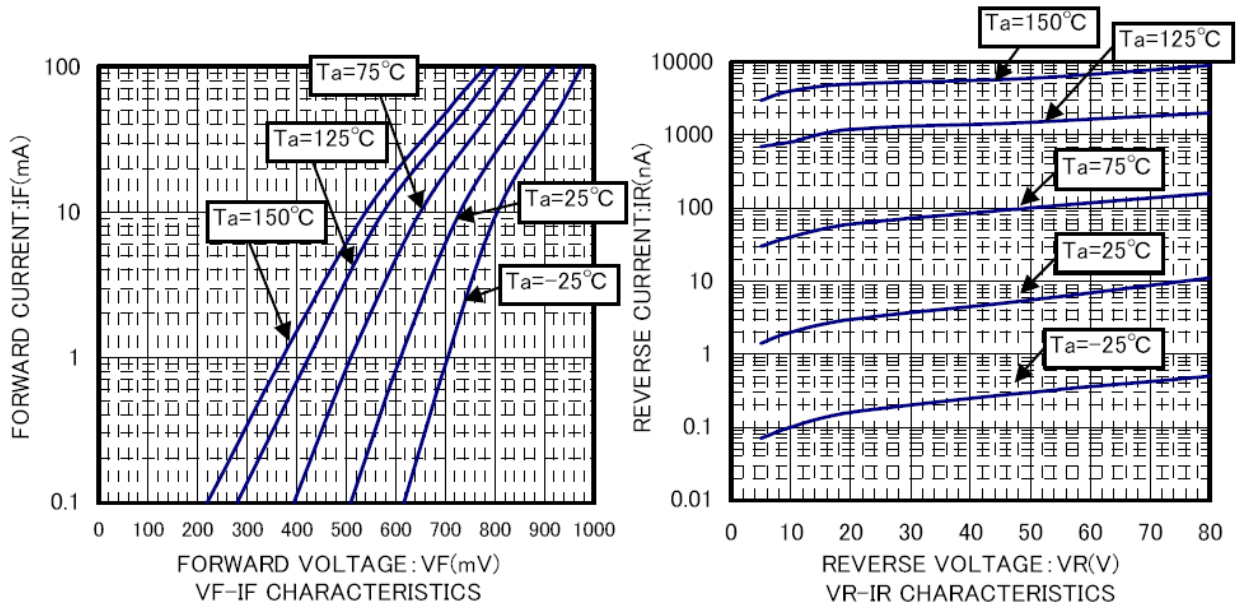 FORWARD CURRENT:IF(mA)
100
10
1
0.1
Ta=75℃
Ta=125℃
Ta=150℃
Ta=25℃
Ta=-25℃
0 100 200 300 400 500 600 700 800 900 1000
FORWARD VOLTAGE:VF(mV)
VF-IF CHARACTERISTICS
REVERSE CURRENT:IR(nA)
10000
1000
100
10
1
0.1
0.01
Ta=150℃
Ta=125℃
Ta=75℃
Ta=25℃
Ta=-25℃
0 10 20 30 40 50 60 70 80
REVERSE VOLTAGE:VR(V)
VR-IR CHARACTERISTICS